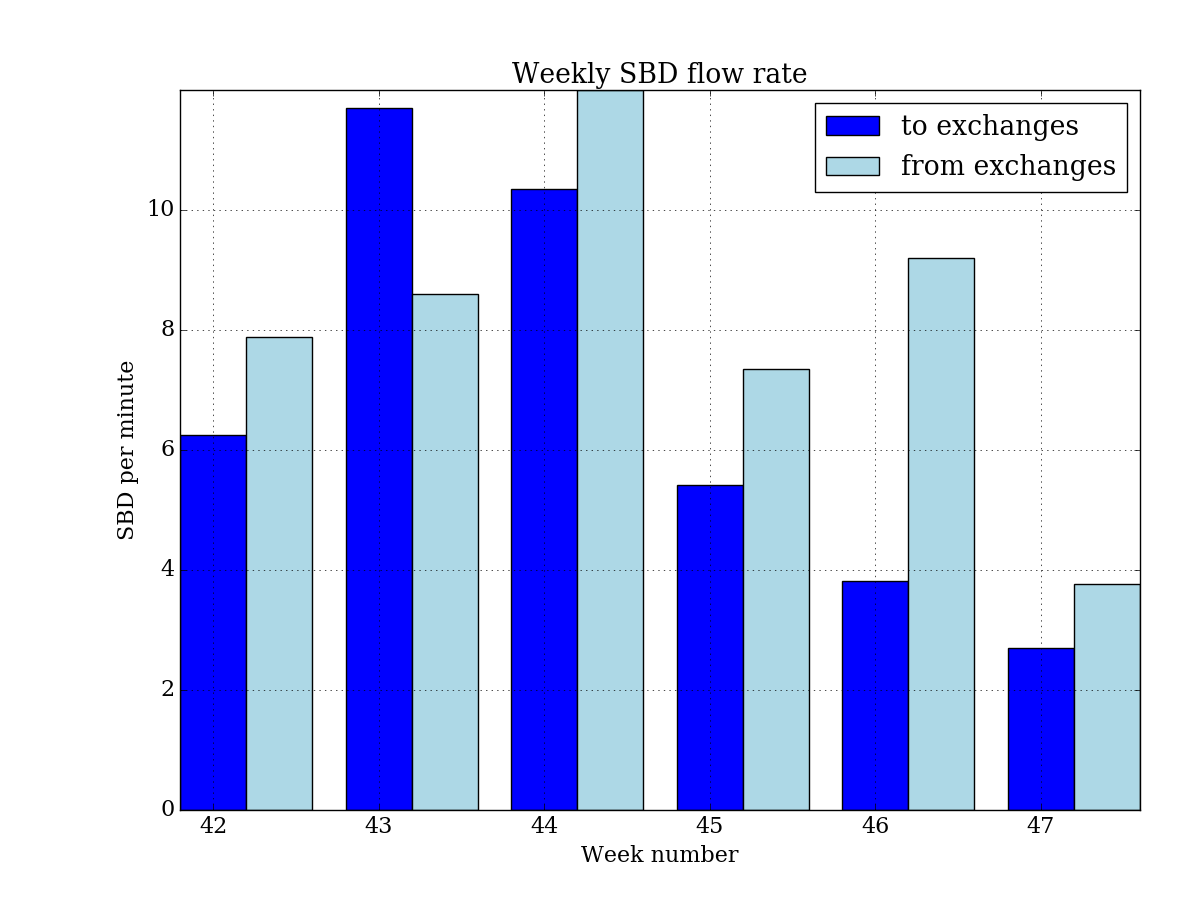 Weekly SBD flow rate
to exchanges
from exchanges
10
8
6
4
2
0
SBD per minute
42 43 44 45 46 47
Week number